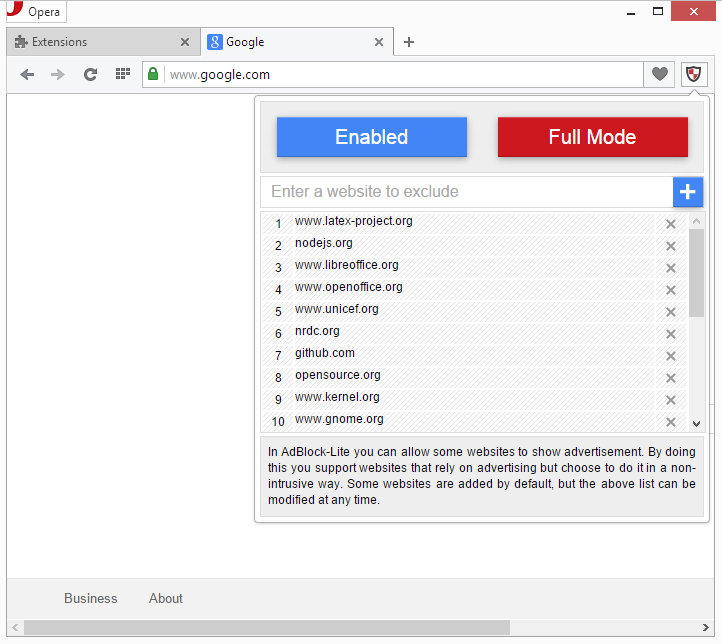 Opera
Extensions
Google
www.google.com
Enabled
Full Mode
Enter a website to exclude
1 www.latex-project.org
2 nodejs.org
3 www.libreoffice.org
4 www.openoffice.org
5 www.unicef.org
6 nrdc.org
7 github.com
8 opensource.org
9 www.kernel.org
10 www.gnome.org
In AdBlock-Lite you can allow some websites to show advertisement. By doing
this you support websites that rely on advertising but choose to do it in a non-
intrusive way. Some websites are added by default, but the above list can be
modified at any time.
Business About